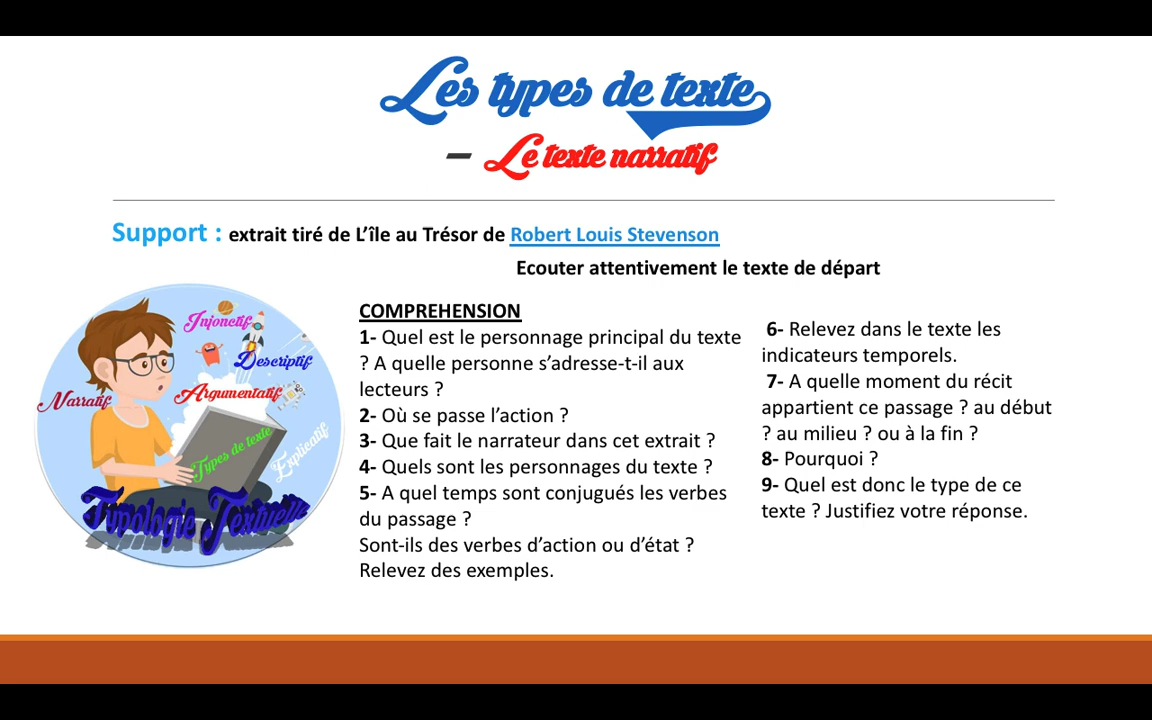 Les types de texte
– Le texte narratif
Support : extrait tiré de L’île au Trésor de Robert Louis Stevenson
Ecouter attentivement le texte de départ
Injonctif
Descriptif
Narratif
Argumentatif
Types de texte
Explicatif
Typologie Textuelle
COMPREHENSION
1- Quel est le personnage principal du texte
? A quelle personne s’adresse-t-il aux
lecteurs ?
2- Où se passe l’action ?
3- Que fait le narrateur dans cet extrait ?
4- Quels sont les personnages du texte ?
5- A quel temps sont conjugués les verbes
du passage ?
Sont-ils des verbes d’action ou d’état ?
Relevez des exemples.
6- Relevez dans le texte les
indicateurs temporels.
7- A quelle moment du récit
appartient ce passage ? au début
? au milieu ? ou à la fin ?
8- Pourquoi ?
9- Quel est donc le type de ce
texte ? Justifiez votre réponse.